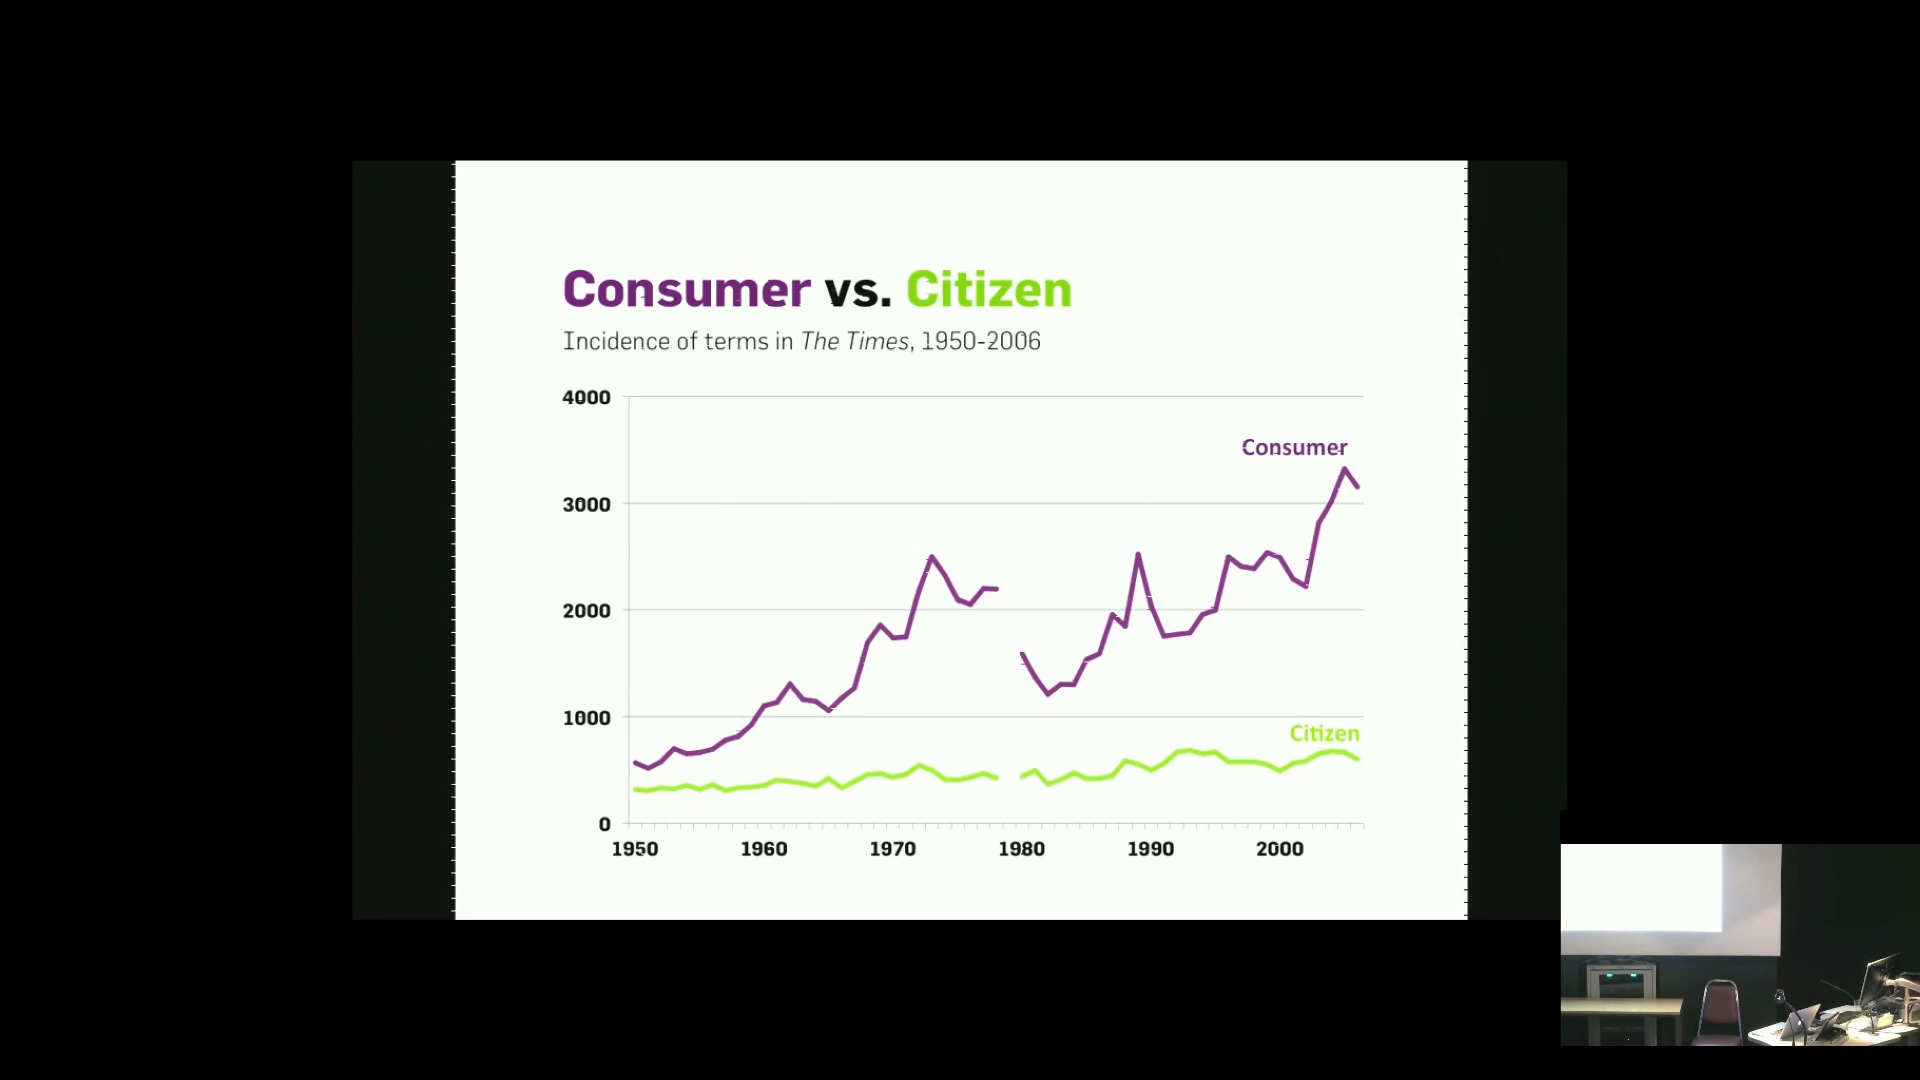 Consumer vs. Citizen
Incidence of terms in The Times, 1950-2006
4000
Consumer
3000
2000
1000
Citizen
0
1950 1960 1970 1980 1990 2000